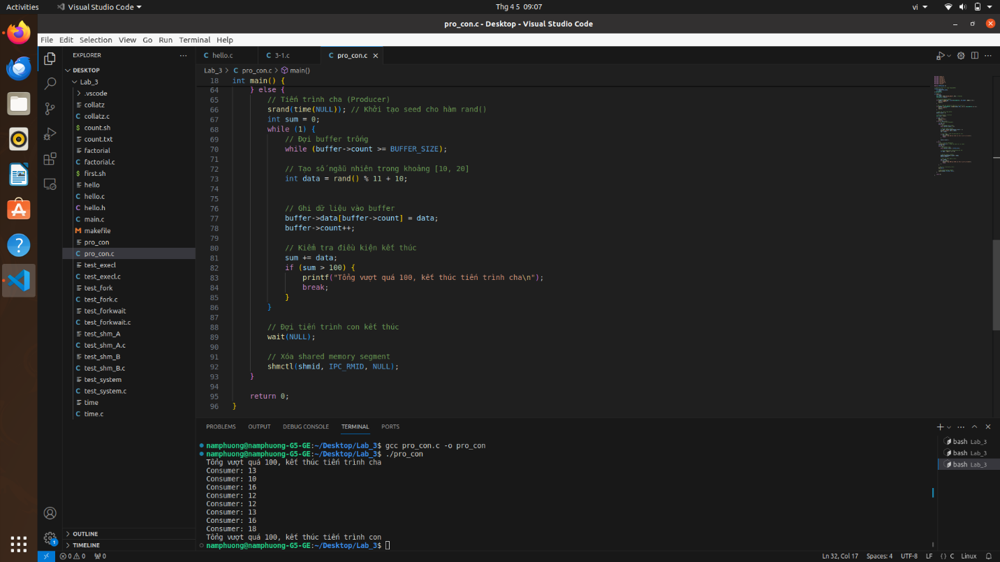 Activities
Visual Studio Code
Thg 4 5 09:07
vi
pro_con.c - Desktop - Visual Studio Code
File Edit Selection View Go Run Terminal Help
EXPLORER
DESKTOP
Lab_3
.vscode
collatz
collatz.c
count.sh
count.txt
factorial
factorial.c
first.sh
hello
hello.c
hello.h
main.c
makefile
pro_con
pro_con.c
test_execl
test_execl.c
test_fork
test_fork.c
test_forkwait
test_forkwait.c
test_shm_A
test_shm_A.c
test_shm_B
test_shm_B.c
test_system
test_system.c
time
time.c
OUTLINE
TIMELINE
C hello.c
C 3-1.c
C pro_con.c
Lab_3 > C pro_con.c > main()
18 int main() {
64 } else {
65 // Tiến trình cha (Producer)
66 srand(time(NULL)); // Khởi tạo seed cho hàm rand()
67 int sum = 0;
68 while (1) {
69 // Đợi buffer trống
70 while (buffer->count >= BUFFER_SIZE);
71
72 // Tạo số ngẫu nhiên trong khoảng [10, 20]
73 int data = rand() % 11 + 10;
74
75
76 // Ghi dữ liệu vào buffer
77 buffer->data[buffer->count] = data;
78 buffer->count++;
79
80 // Kiểm tra điều kiện kết thúc
81 sum += data;
82 if (sum > 100) {
83 printf("Tổng vượt quá 100, kết thúc tiến trình cha\n");
84 break;
85 }
86 }
87
88 // Đợi tiến trình con kết thúc
89 wait(NULL);
90
91 // Xóa shared memory segment
92 shmctl(shmid, IPC_RMID, NULL);
93 }
94
95 return 0;
96 }
PROBLEMS OUTPUT DEBUG CONSOLE TERMINAL PORTS
namphuong@namphuong-G5-GE:~/Desktop/Lab_3$ gcc pro_con.c -o pro_con
namphuong@namphuong-G5-GE:~/Desktop/Lab_3$ ./pro_con
Tổng vượt quá 100, kết thúc tiến trình cha
Consumer: 13
Consumer: 10
Consumer: 16
Consumer: 12
Consumer: 12
Consumer: 13
Consumer: 16
Consumer: 18
Tổng vượt quá 100, kết thúc tiến trình con
namphuong@namphuong-G5-GE:~/Desktop/Lab_3$
bash Lab_3
bash Lab_3
bash Lab_3
1
0 0 0
Ln 32, Col 17 Spaces: 4 UTF-8 LF {} C Linux